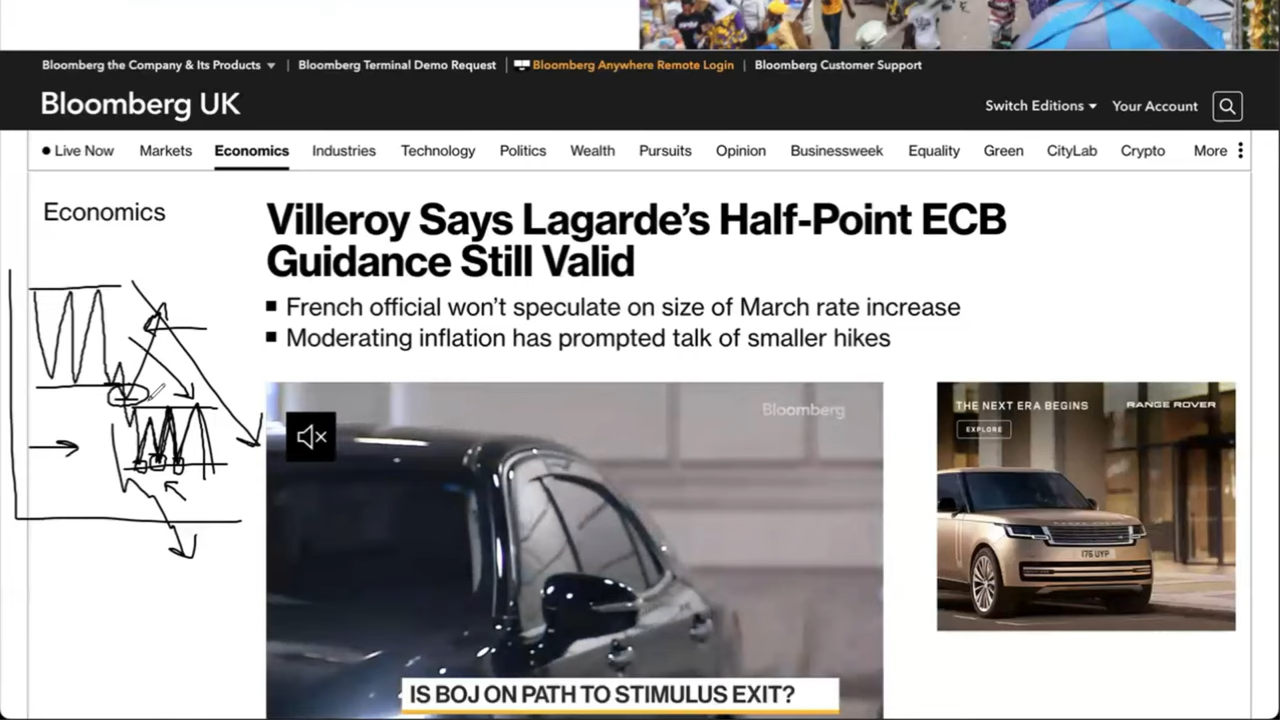 Bloomberg the Company & Its Products
Bloomberg Terminal Demo Request
Bloomberg Anywhere Remote Login
Bloomberg Customer Support
Bloomberg UK
Switch Editions
Your Account
Live Now
Markets
Economics
Industries
Technology
Politics
Wealth
Pursuits
Opinion
Businessweek
Equality
Green
CityLab
Crypto
More
Economics
Villeroy Says Lagarde's Half-Point ECB
Guidance Still Valid
French official won't speculate on size of March rate increase
Moderating inflation has prompted talk of smaller hikes
Bloomberg
THE NEXT ERA BEGINS
RANGE ROVER
EXPLORE
RANGE ROVER
176 UYP
IS BOJ ON PATH TO STIMULUS EXIT?